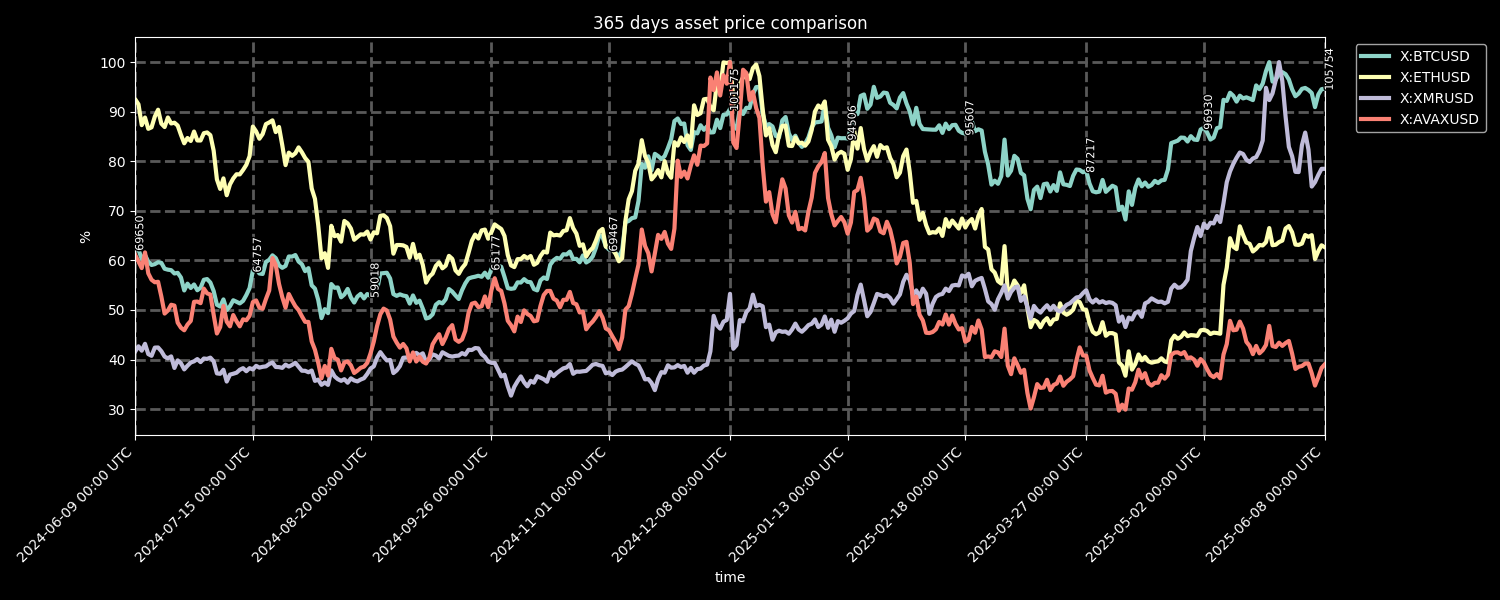 365 days asset price comparison
X:BTCUSD
X:ETHUSD
X:XMRUSD
X:AVAXUSD
%
100
90
80
70
60
50
40
30
69650
64757
59018
65177
69467
101175
94506
95607
87217
96930
105754
2024-06-09 00:00 UTC
2024-07-15 00:00 UTC
2024-08-20 00:00 UTC
2024-09-26 00:00 UTC
2024-11-01 00:00 UTC
2024-12-08 00:00 UTC
2025-01-13 00:00 UTC
2025-02-18 00:00 UTC
2025-03-27 00:00 UTC
2025-05-02 00:00 UTC
2025-06-08 00:00 UTC
time